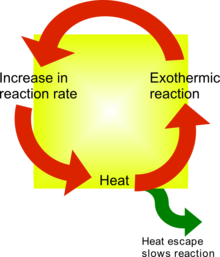 Increase in
reaction rate
Exothermic
reaction
Heat
Heat escape
slows reaction